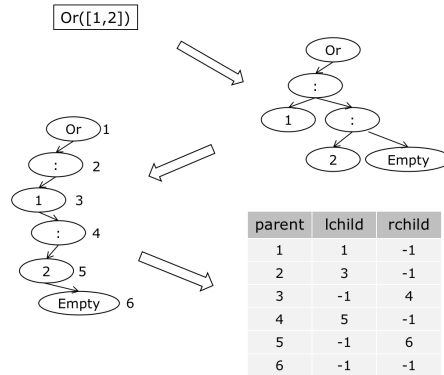 Or([1,2])
Or
:
1
:
2
Empty
Or 1
: 2
1 3
: 4
2 5
Empty 6
parent lchild rchild
1 1 -1
2 3 -1
3 -1 4
4 5 -1
5 -1 6
6 -1 -1